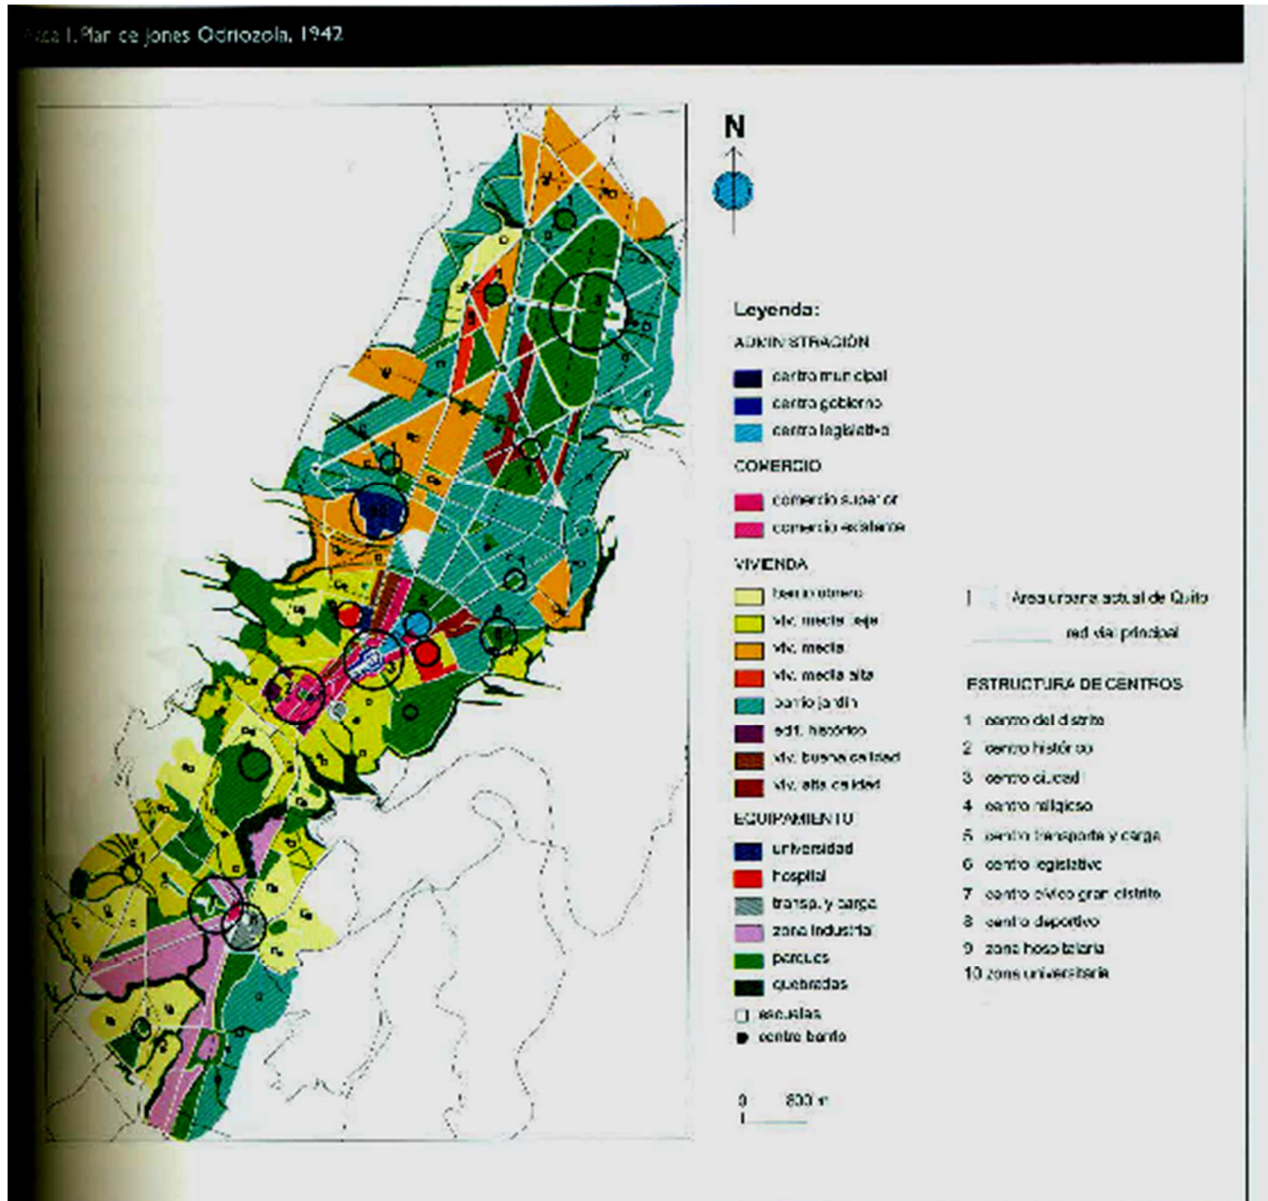 Plan de Jones Odriozola, 1942
N
Leyenda:
ADMINISTRACIÓN
centro municipal
centro gobierno
centro legislativo
COMERCIO
comercio superior
comercio existente
VIVIENDA
barrio obrero
viv. media baja
viv. media
viv. media alta
barrio jardín
edif. histórico
viv. buena calidad
viv. alta calidad
EQUIPAMIENTO
universidad
hospital
transp. y carga
zona industrial
parques
quebradas
escuelas
centro barrio
0 800 m
Area urbana actual de Quito
red vial principal
ESTRUCTURA DE CENTROS
1 centro del distrito
2 centro histórico
3 centro ciudad
4 centro religioso
5 centro transporte y carga
6 centro legislativo
7 centro cívico gran distrito
8 centro deportivo
9 zona hospitalaria
10 zona universitaria